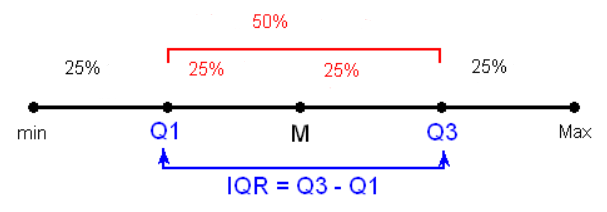 50%
25% 25% 25% 25%
min Q1 M Q3 Max
IQR = Q3 - Q1